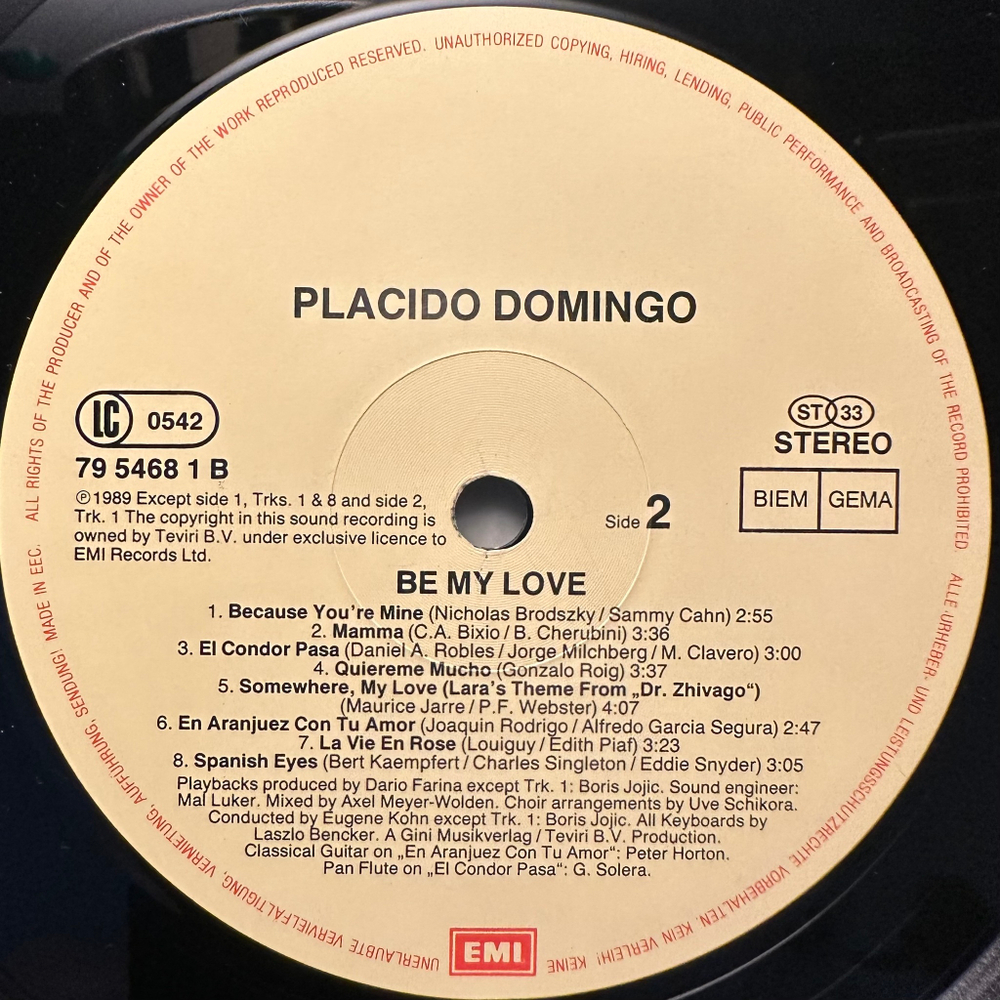 ALL RIGHTS OF THE PRODUCER AND OF THE OWNER OF THE WORK REPRODUCED RESERVED. UNAUTHORIZED COPYING, HIRING, LENDING, PUBLIC PERFORMANCE AND BROADCASTING OF THE RECORD PROHIBITED.
PLACIDO DOMINGO
LC 0542
79 5468 1 B
ST 33
STEREO
BIEM GEMA
℗1989 Except side 1, Trks. 1 & 8 and side 2,
Trk. 1 The copyright in this sound recording is
owned by Teviri B.V. under exclusive licence to
EMI Records Ltd.
Side 2
BE MY LOVE
1. Because You're Mine (Nicholas Brodszky / Sammy Cahn) 2:55
2. Mamma (C.A. Bixio / B. Cherubini) 3:36
3. El Condor Pasa (Daniel A. Robles / Jorge Milchberg / M. Clavero) 3:00
4. Quiereme Mucho (Gonzalo Roig) 3:37
5. Somewhere, My Love (Lara's Theme From „Dr. Zhivago“)
(Maurice Jarre / P.F. Webster) 4:07
6. En Aranjuez Con Tu Amor (Joaquin Rodrigo / Alfredo Garcia Segura) 2:47
7. La Vie En Rose (Louiguy / Edith Piaf) 3:23
8. Spanish Eyes (Bert Kaempfert / Charles Singleton / Eddie Snyder) 3:05
Playbacks produced by Dario Farina except Trk. 1: Boris Jojic. Sound engineer:
Mal Luker. Mixed by Axel Meyer-Wolden. Choir arrangements by Uve Schikora.
Conducted by Eugene Kohn except Trk. 1: Boris Jojic. All Keyboards by
Laszlo Bencker. A Gini Musikverlag / Teviri B.V. Production.
Classical Guitar on „En Aranjuez Con Tu Amor“: Peter Horton.
Pan Flute on „El Condor Pasa“: G. Solera.
ALLE URHEBER- UND LEISTUNGSSCHUTZRECHTE VORBEHALTEN. KEIN VERLEIH! KEINE UNERLAUBTE VERVIELFÄLTIGUNG, VERMIETUNG, AUFFÜHRUNG, SENDUNG! MADE IN EEC.
EMI